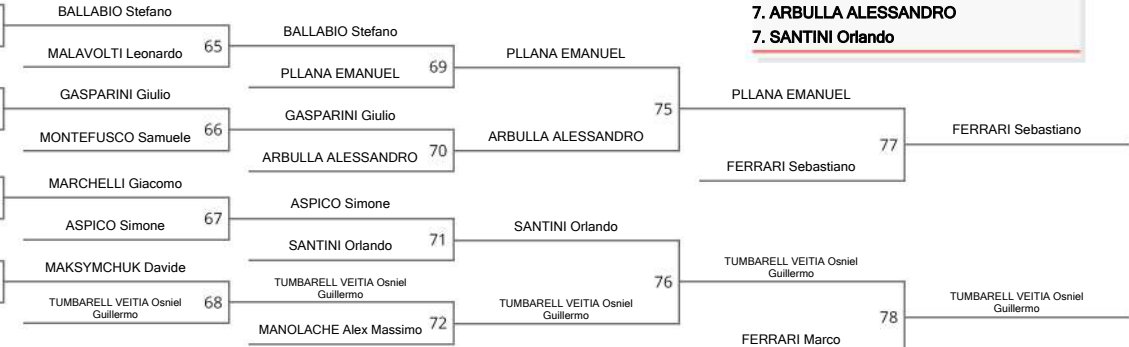 7. ARBULLA ALESSANDRO
7. SANTINI Orlando
BALLABIO Stefano
MALAVOLTI Leonardo
65
GASPARINI Giulio
MONTEFUSCO Samuele
66
MARCHELLI Giacomo
ASPICO Simone
67
MAKSYMCHUK Davide
TUMBARELL VEITIA Osniel
Guillermo
68
BALLABIO Stefano
PLLANA EMANUEL
69
GASPARINI Giulio
ARBULLA ALESSANDRO
70
ASPICO Simone
SANTINI Orlando
71
TUMBARELL VEITIA Osniel
Guillermo
MANOLACHE Alex Massimo
72
PLLANA EMANUEL
ARBULLA ALESSANDRO
75
SANTINI Orlando
TUMBARELL VEITIA Osniel
Guillermo
76
PLLANA EMANUEL
FERRARI Sebastiano
77
TUMBARELL VEITIA Osniel
Guillermo
FERRARI Marco
78
FERRARI Sebastiano
TUMBARELL VEITIA Osniel
Guillermo